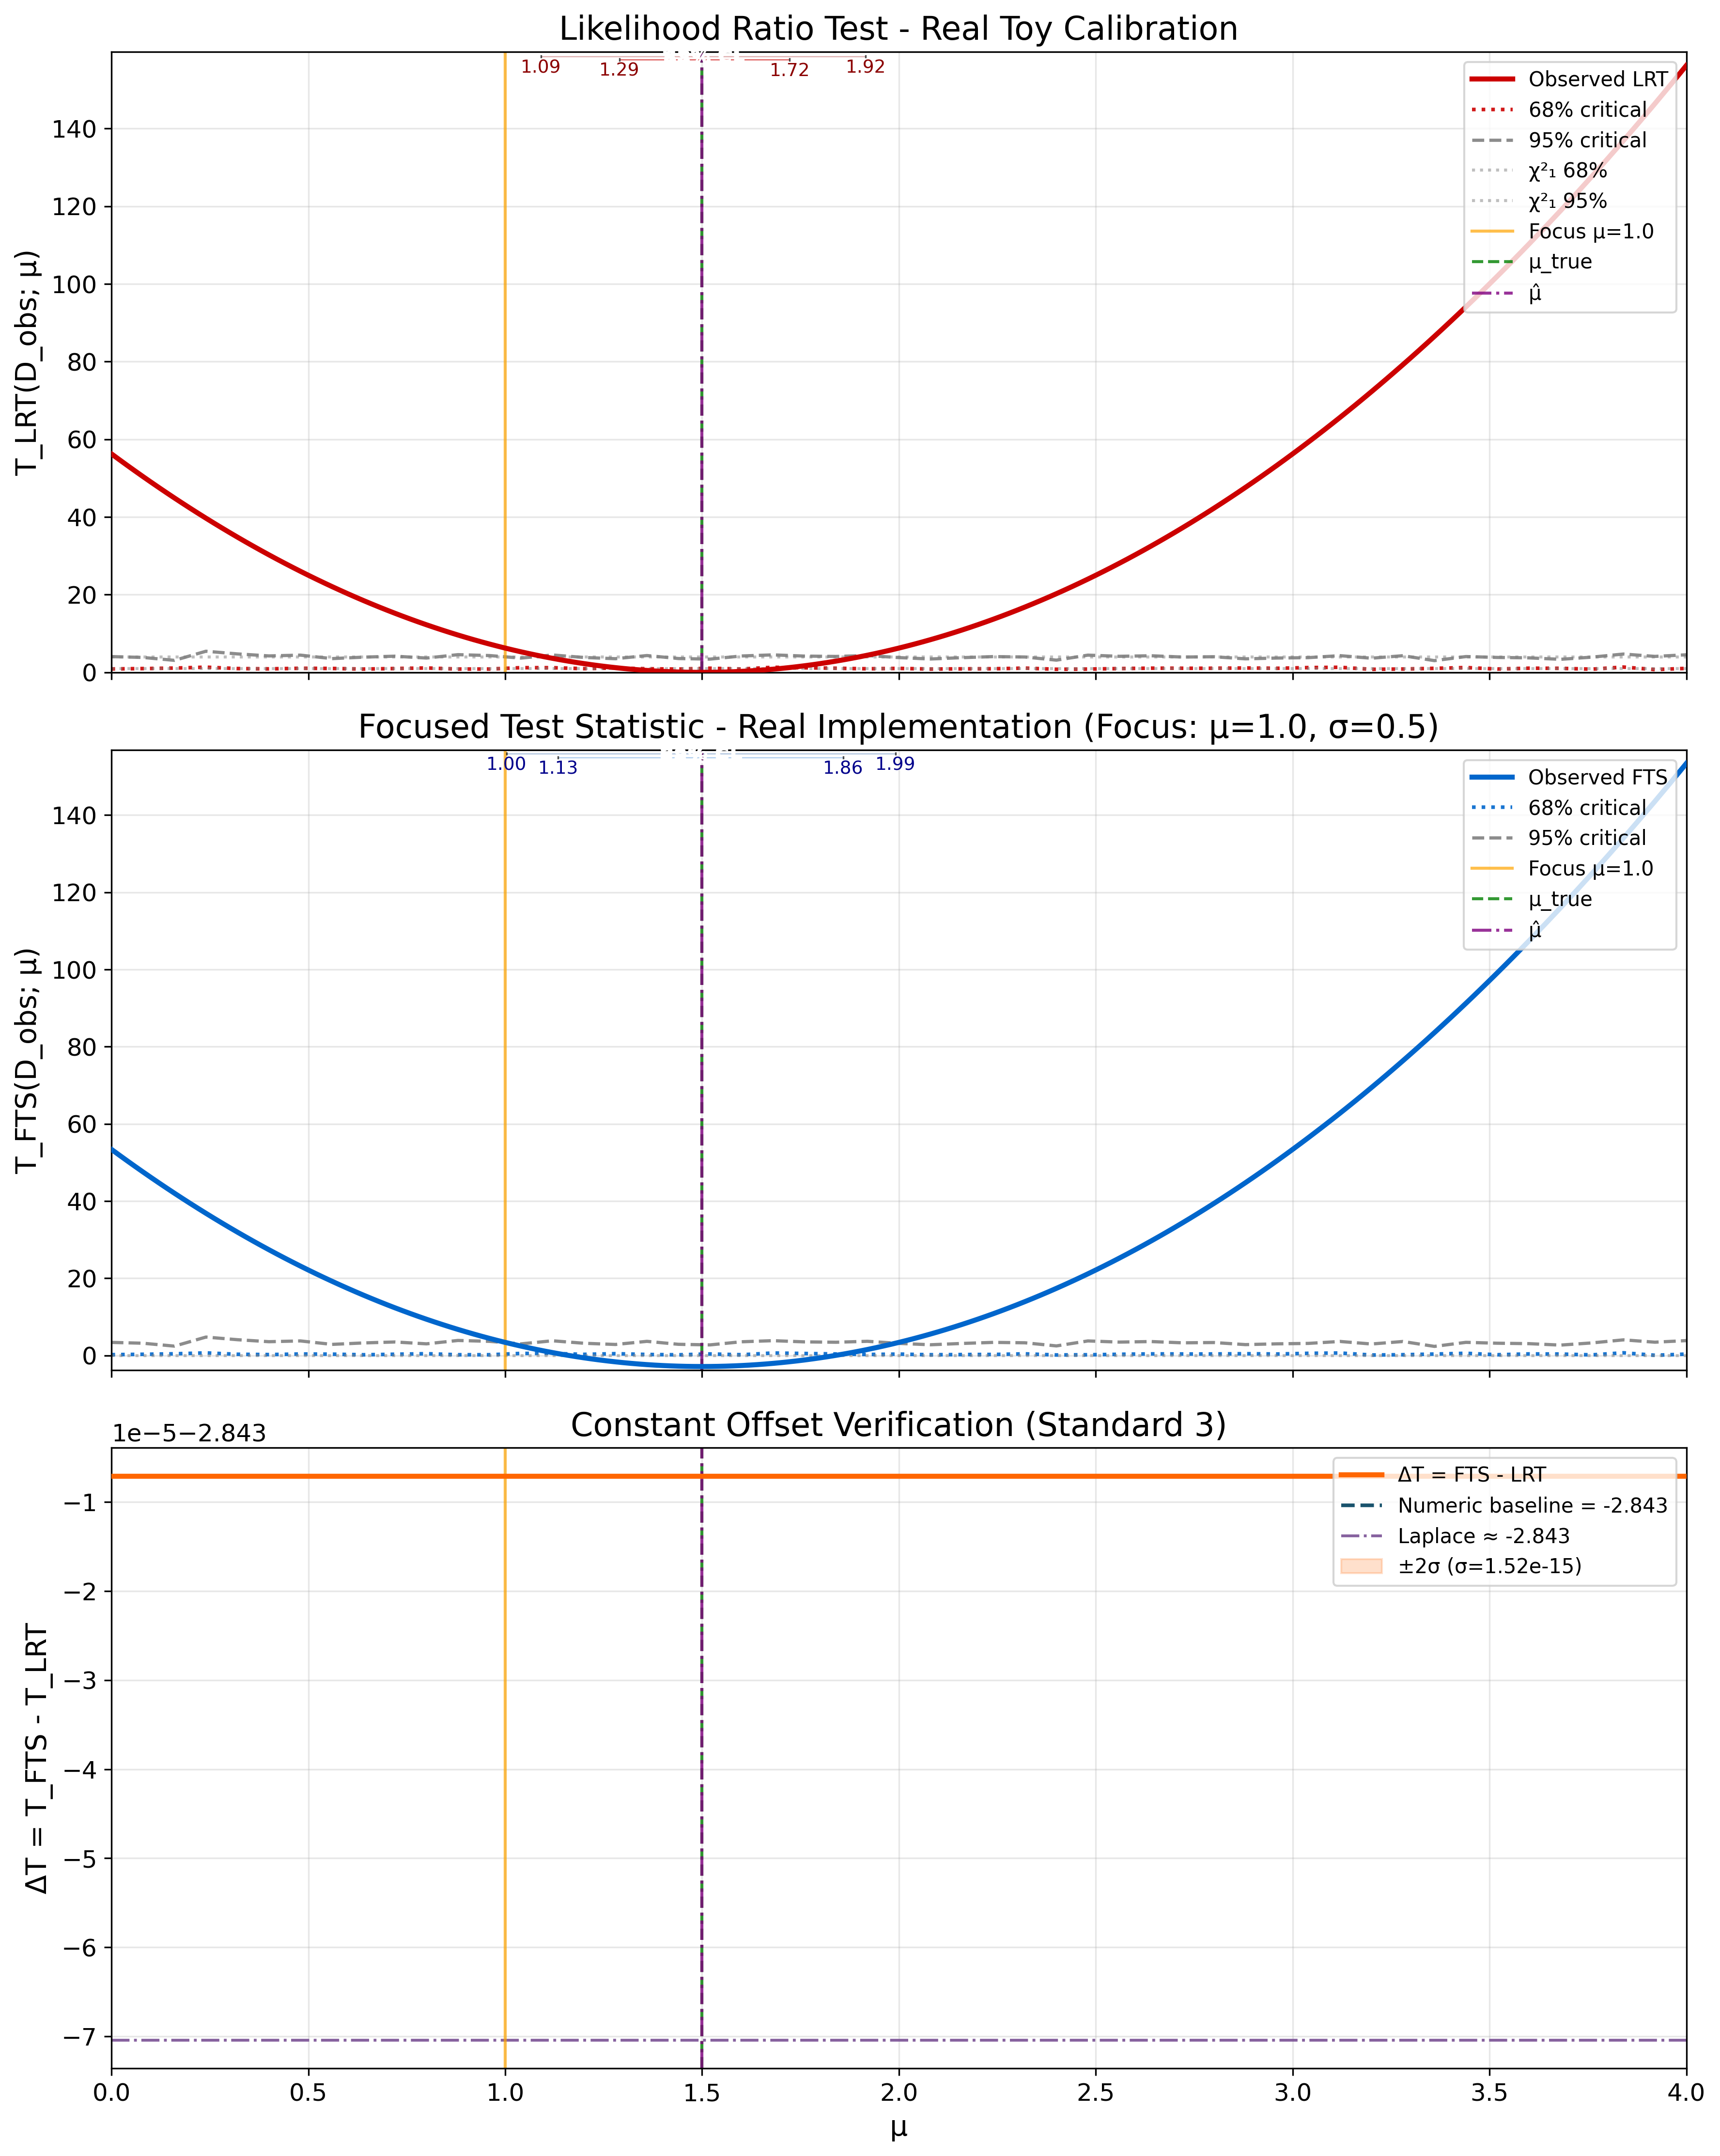 Likelihood Ratio Test - Real Toy Calibration
T_LRT(D_obs; μ)
140
120
100
80
60
40
20
0
1.09
1.29
1.72
1.92
Observed LRT
68% critical
95% critical
χ²₁ 68%
χ²₁ 95%
Focus μ=1.0
μ_true
μ̂
Focused Test Statistic - Real Implementation (Focus: μ=1.0, σ=0.5)
T_FTS(D_obs; μ)
140
120
100
80
60
40
20
0
1.00
1.13
1.86
1.99
Observed FTS
68% critical
95% critical
Focus μ=1.0
μ_true
μ̂
Constant Offset Verification (Standard 3)
1e−5−2.843
ΔT = T_FTS - T_LRT
−1
−2
−3
−4
−5
−6
−7
ΔT = FTS - LRT
Numeric baseline = -2.843
Laplace ≈ -2.843
±2σ (σ=1.52e-15)
0.0 0.5 1.0 1.5 2.0 2.5 3.0 3.5 4.0
μ